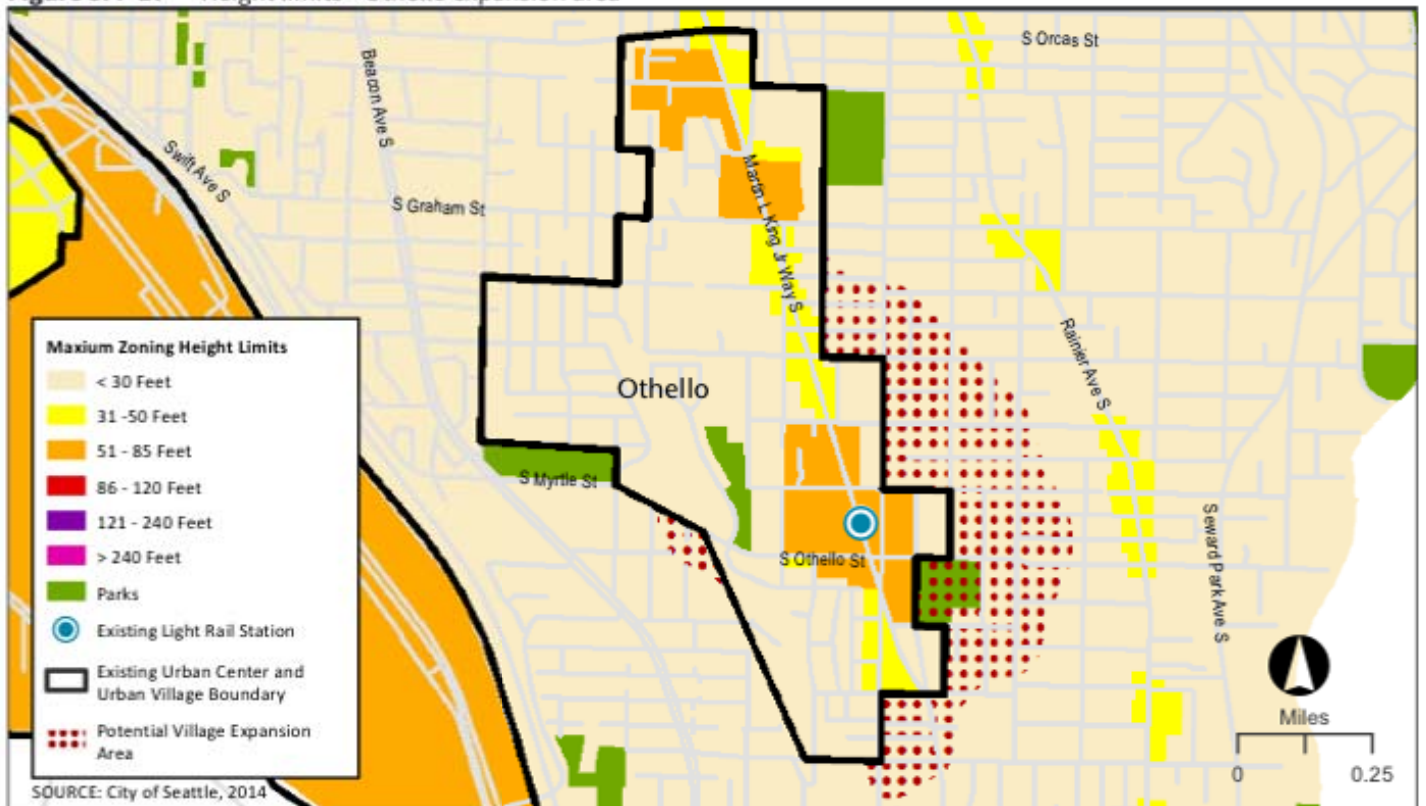 S Orcas St
Beacon Ave S
Swift Ave S
S Graham St
Martin L King Jr Way S
Rainier Ave S
Othello
S Myrtle St
S Othello St
Seward Park Ave S
Maxium Zoning Height Limits
< 30 Feet
31 -50 Feet
51 - 85 Feet
86 - 120 Feet
121 - 240 Feet
> 240 Feet
Parks
Existing Light Rail Station
Existing Urban Center and
Urban Village Boundary
Potential Village Expansion
Area
Miles
0 0.25
SOURCE: City of Seattle, 2014